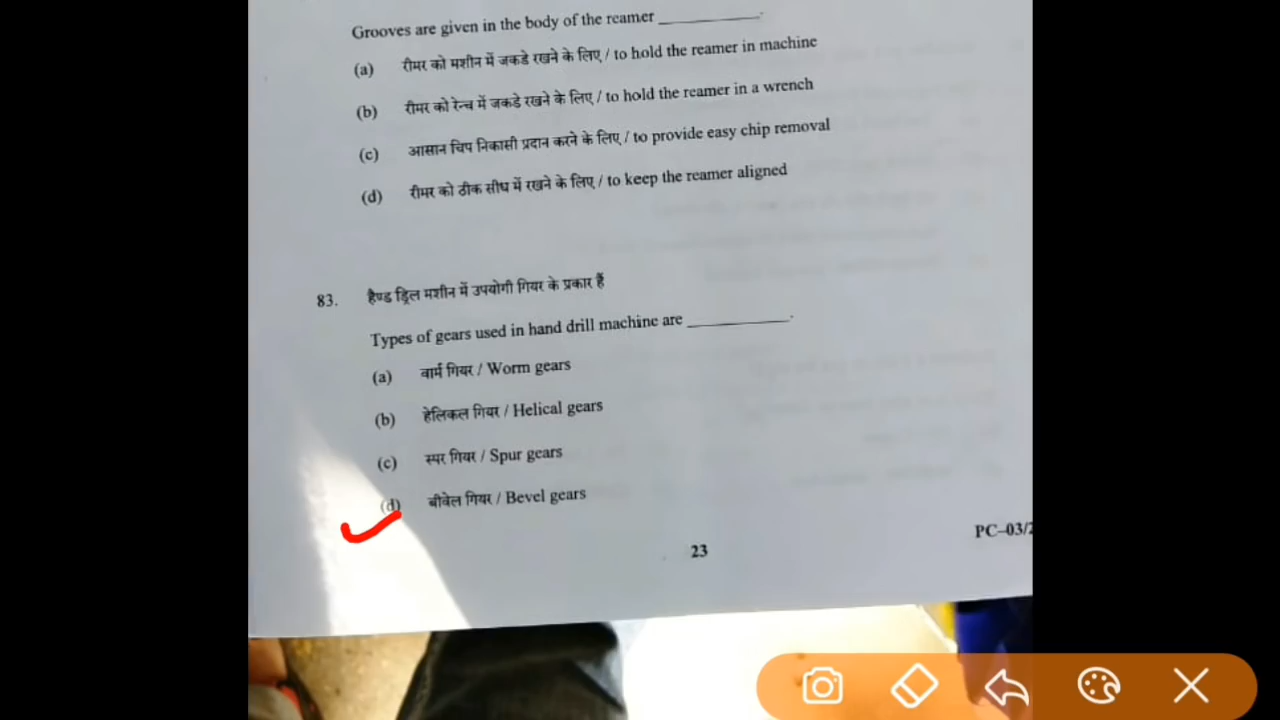 Grooves are given in the body of the reamer ____________.
(a) रीमर को मशीन में जकडे रखने के लिए / to hold the reamer in machine
(b) रीमर को रेन्च में जकडे रखने के लिए / to hold the reamer in a wrench
(c) आसान चिप निकासी प्रदान करने के लिए / to provide easy chip removal
(d) रीमर को ठीक सीध में रखने के लिए / to keep the reamer aligned
83. हैण्ड ड्रिल मशीन में उपयोगी गियर के प्रकार हैं
Types of gears used in hand drill machine are ____________.
(a) वार्म गियर / Worm gears
(b) हेलिकल गियर / Helical gears
(c) स्पर गियर / Spur gears
(d) बीवेल गियर / Bevel gears
23
PC–03/2